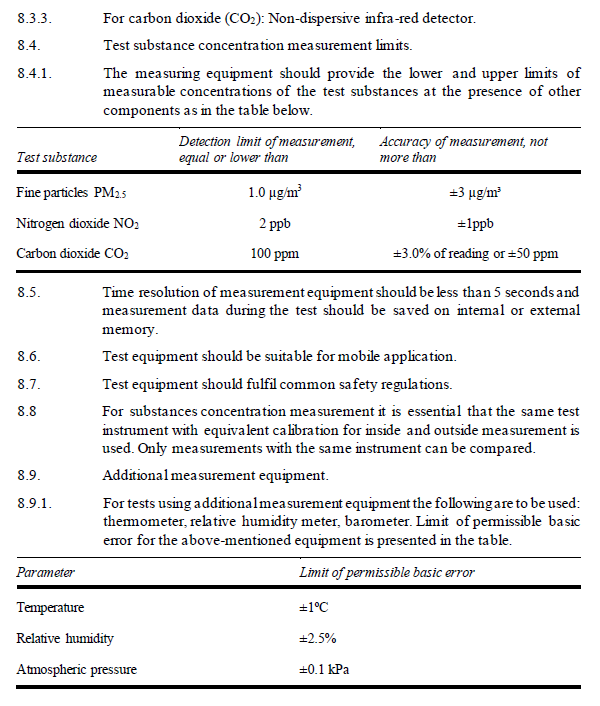 8.3.3. For carbon dioxide (CO₂): Non-dispersive infra-red detector.
8.4. Test substance concentration measurement limits.
8.4.1. The measuring equipment should provide the lower and upper limits of
measurable concentrations of the test substances at the presence of other
components as in the table below.
Test substance Detection limit of measurement, equal or lower than Accuracy of measurement, not more than
Fine particles PM₂.₅ 1.0 µg/m³ ±3 µg/m³
Nitrogen dioxide NO₂ 2 ppb ±1ppb
Carbon dioxide CO₂ 100 ppm ±3.0% of reading or ±50 ppm
8.5. Time resolution of measurement equipment should be less than 5 seconds and
measurement data during the test should be saved on internal or external
memory.
8.6. Test equipment should be suitable for mobile application.
8.7. Test equipment should fulfil common safety regulations.
8.8 For substances concentration measurement it is essential that the same test
instrument with equivalent calibration for inside and outside measurement is
used. Only measurements with the same instrument can be compared.
8.9. Additional measurement equipment.
8.9.1. For tests using additional measurement equipment the following are to be used:
thermometer, relative humidity meter, barometer. Limit of permissible basic
error for the above-mentioned equipment is presented in the table.
Parameter Limit of permissible basic error
Temperature ±1⁰C
Relative humidity ±2.5%
Atmospheric pressure ±0.1 kPa